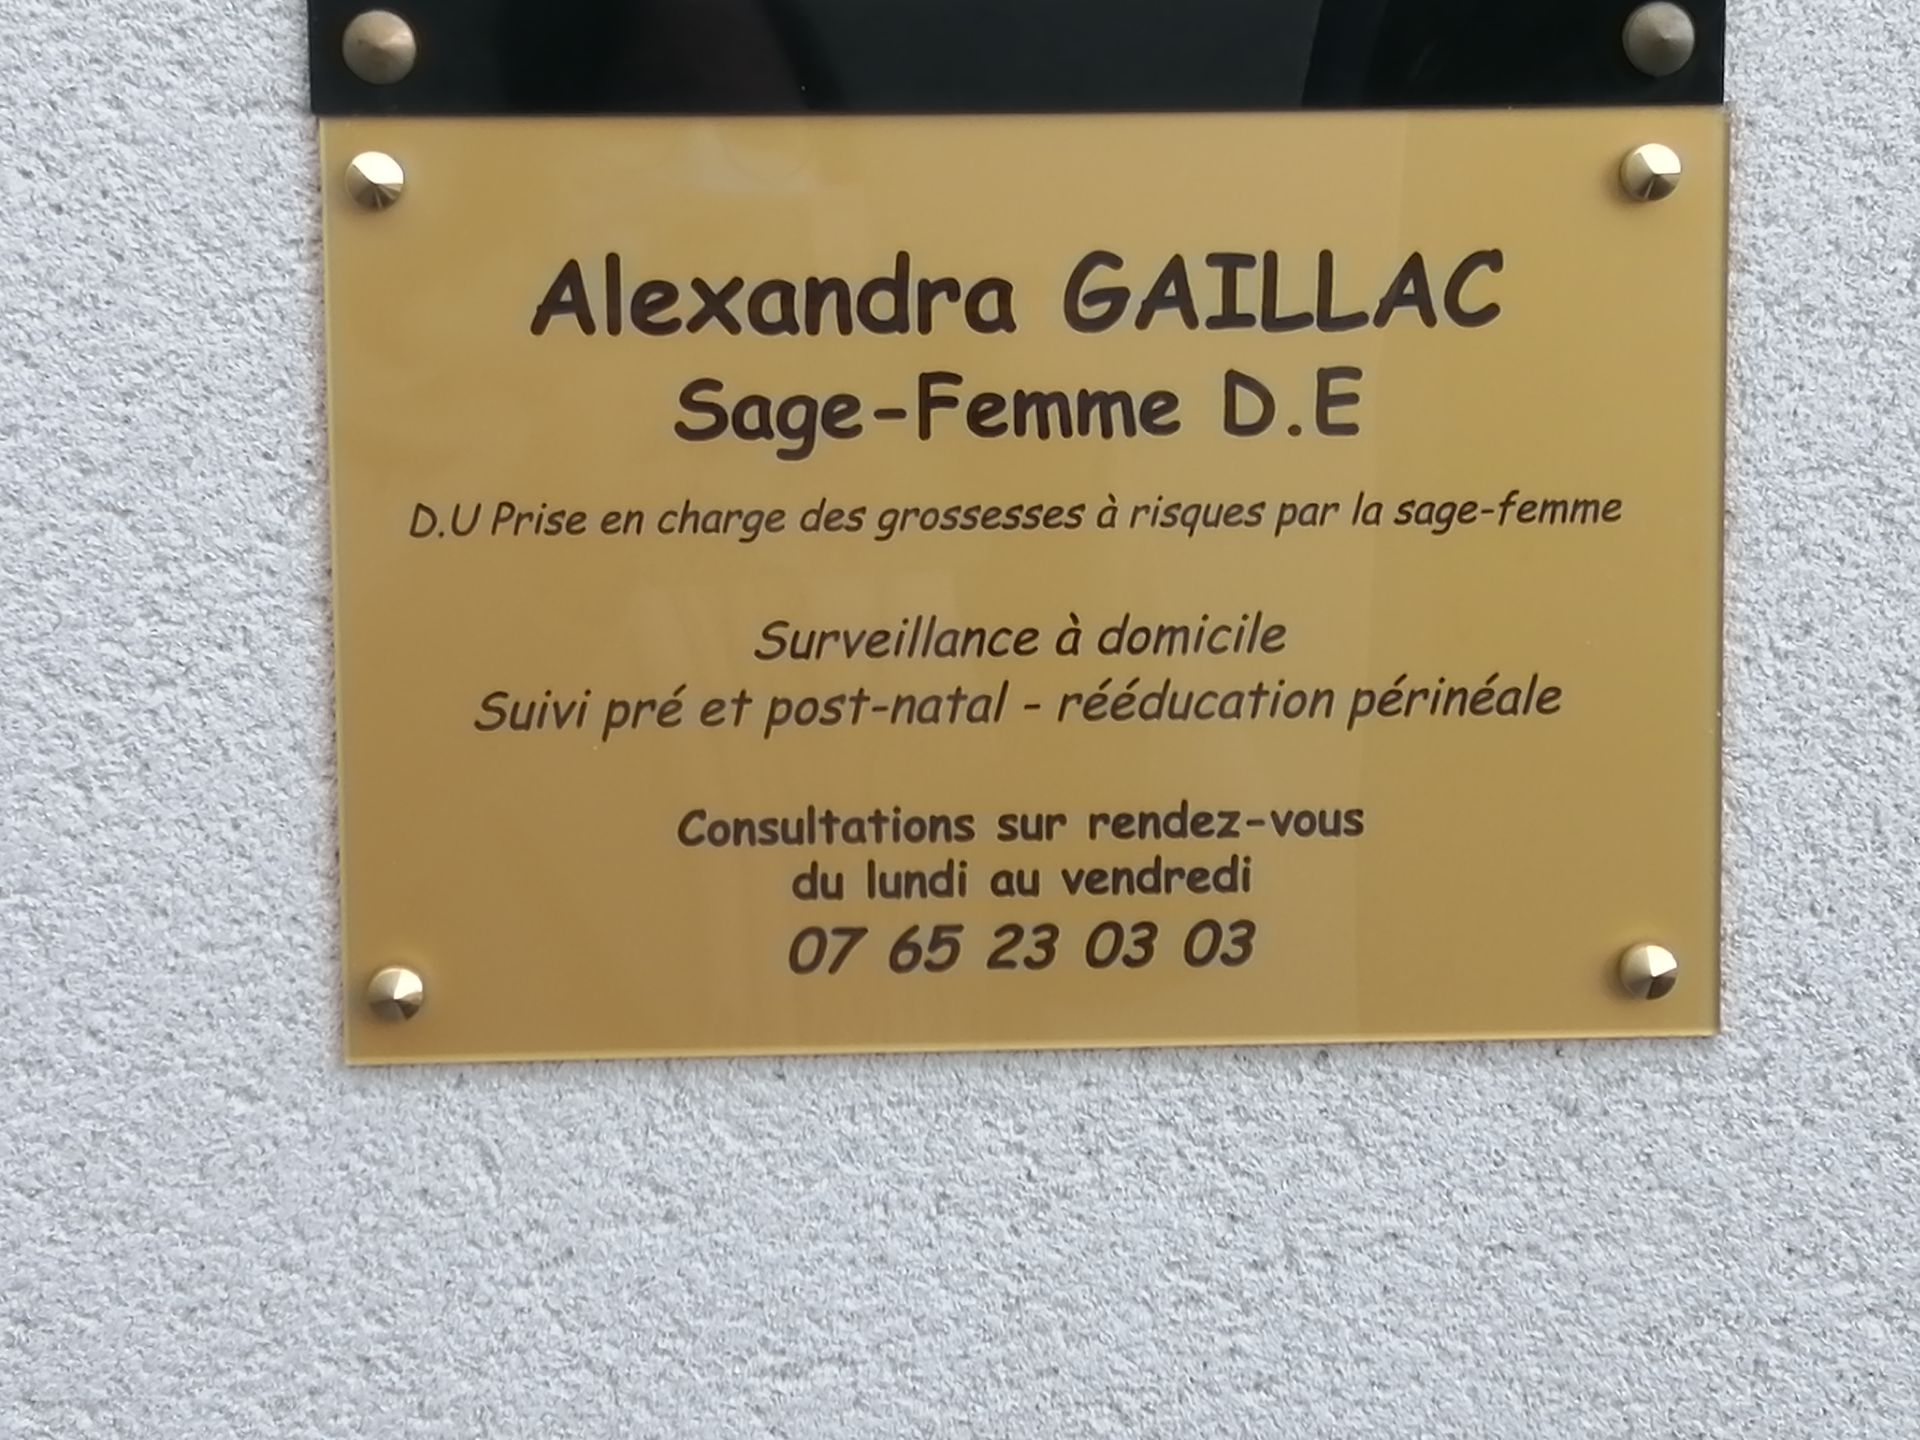 Alexandra GAILLAC
Sage-Femme D.E
D.U Prise en charge des grossesses à risques par la sage-femme
Surveillance à domicile
Suivi pré et post-natal - rééducation périnéale
Consultations sur rendez-vous
du lundi au vendredi
07 65 23 03 03